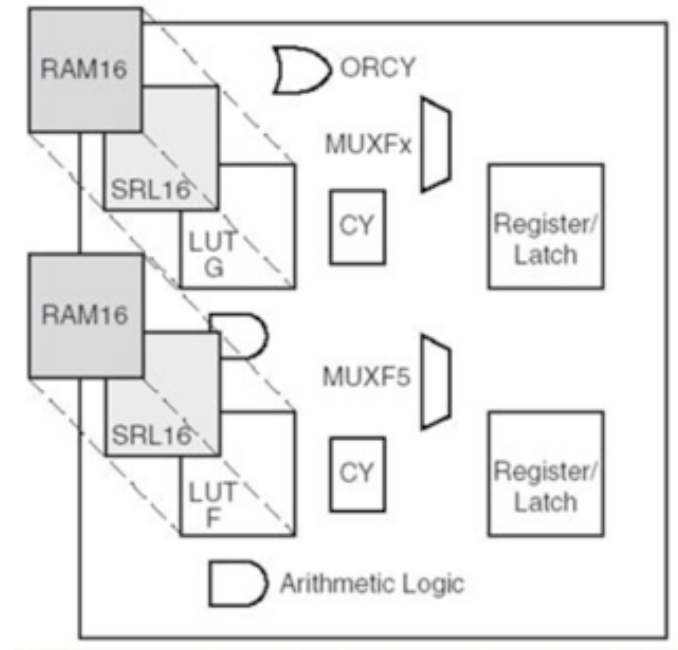 RAM16
ORCY
MUXFx
SRL16
CY
Register/
Latch
LUT
G
RAM16
MUXF5
SRL16
CY
Register/
Latch
LUT
F
Arithmetic Logic